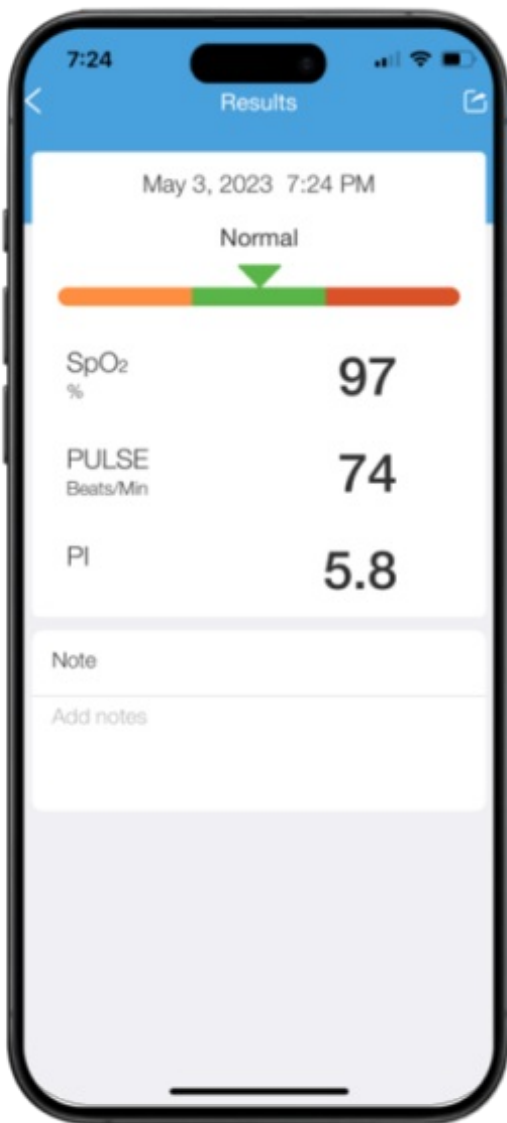 7:24
Results
May 3, 2023 7:24 PM
Normal
SpO₂
%
97
PULSE
Beats/Min
74
PI
5.8
Note
Add notes